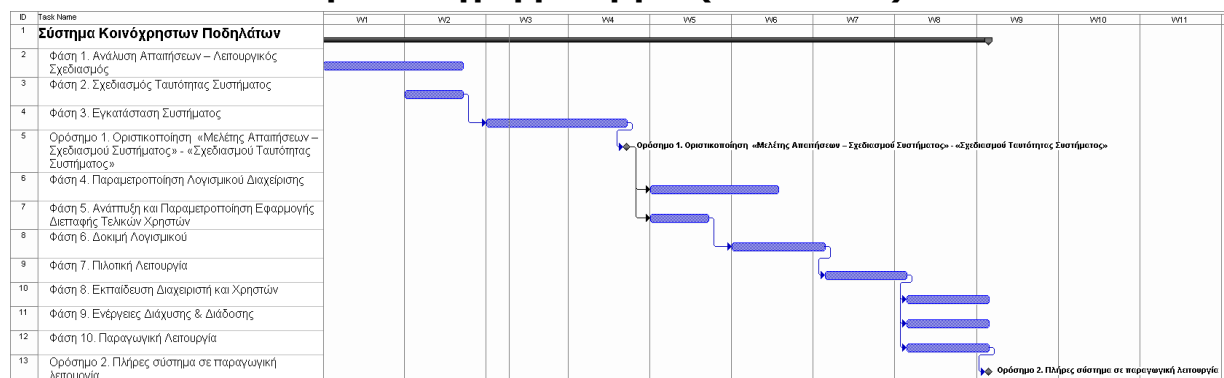 ID Task Name W1 W2 W3 W4 W5 W6 W7 W8 W9 W10 W11
1 Σύστημα Κοινόχρηστων Ποδηλάτων
2 Φάση 1. Ανάλυση Απαιτήσεων – Λειτουργικός
Σχεδιασμός
3 Φάση 2. Σχεδιασμός Ταυτότητας Συστήματος
4 Φάση 3. Εγκατάσταση Συστήματος
5 Ορόσημο 1. Οριστικοποίηση «Μελέτης Απαιτήσεων –
Σχεδιασμού Συστήματος» - «Σχεδιασμού Ταυτότητας
Συστήματος»
Ορόσημο 1. Οριστικοποίηση «Μελέτης Απαιτήσεων – Σχεδιασμού Συστήματος» - «Σχεδιασμού Ταυτότητας Συστήματος»
6 Φάση 4. Παραμετροποίηση Λογισμικού Διαχείρισης
7 Φάση 5. Ανάπτυξη και Παραμετροποίηση Εφαρμογής
Διεπαφής Τελικών Χρηστών
8 Φάση 6. Δοκιμή Λογισμικού
9 Φάση 7. Πιλοτική Λειτουργία
10 Φάση 8. Εκπαίδευση Διαχειριστή και Χρηστών
11 Φάση 9. Ενέργειες Διάχυσης & Διάδοσης
12 Φάση 10. Παραγωγική Λειτουργία
13 Ορόσημο 2. Πλήρες σύστημα σε παραγωγική
λειτουργία
Ορόσημο 2. Πλήρες σύστημα σε παραγωγική λειτουργία